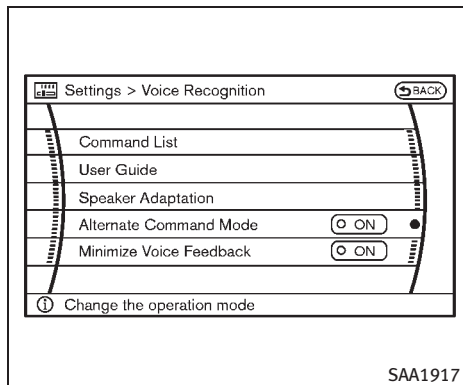 Settings > Voice Recognition
BACK
Command List
User Guide
Speaker Adaptation
Alternate Command Mode ON
Minimize Voice Feedback ON
i Change the operation mode
SAA1917